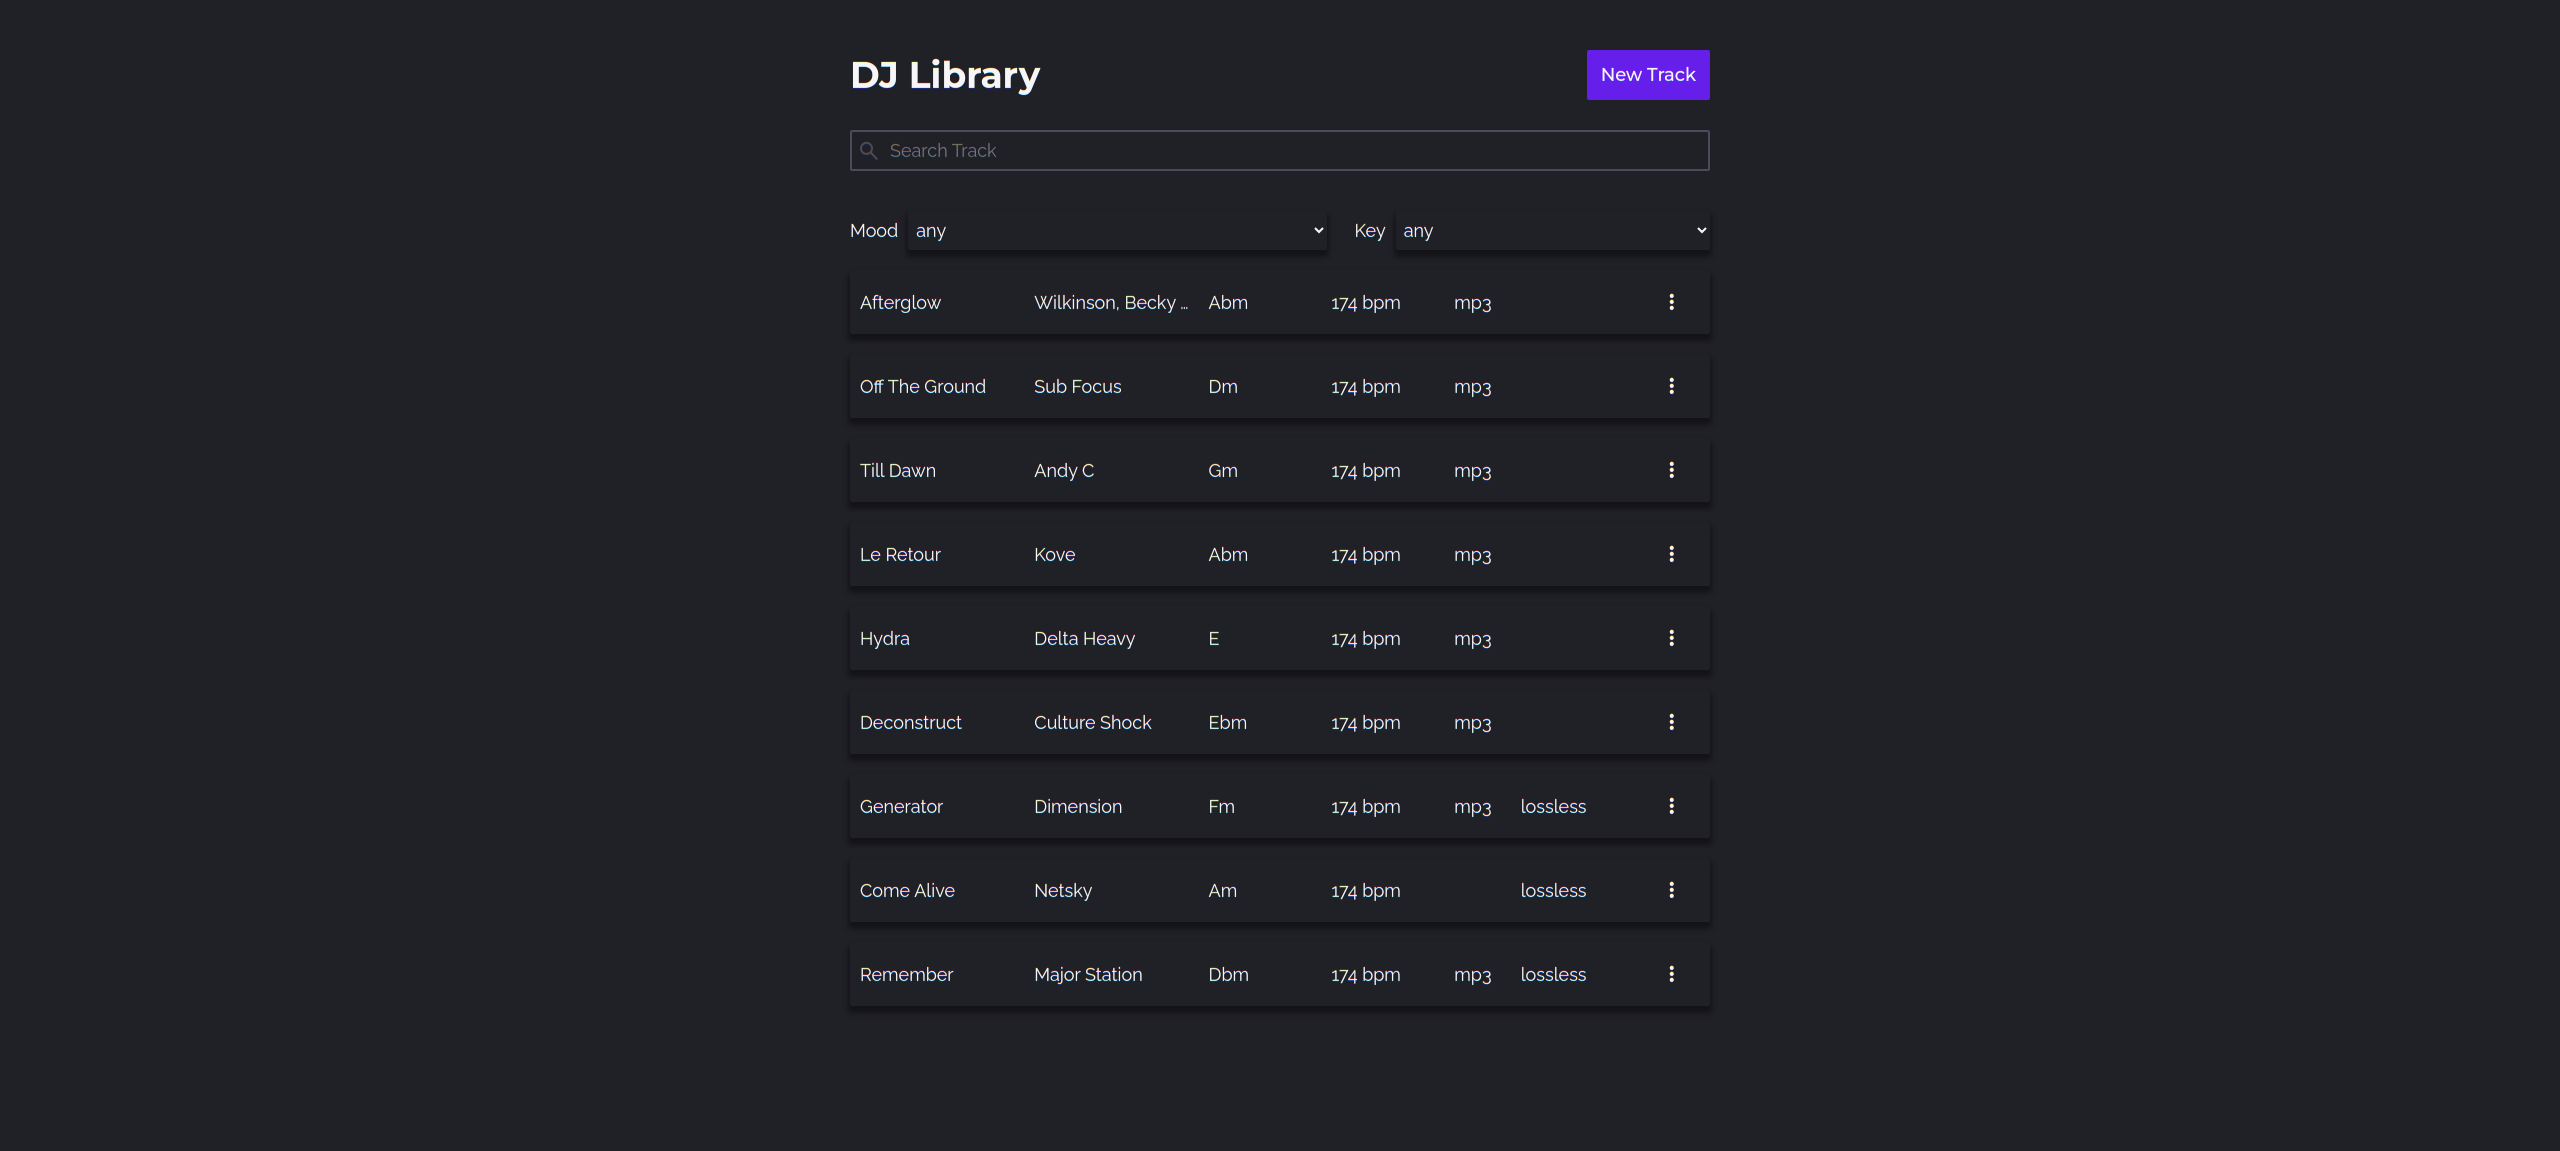 DJ Library New Track
Search Track
Mood any Key any
Afterglow Wilkinson, Becky ... Abm 174 bpm mp3
Off The Ground Sub Focus Dm 174 bpm mp3
Till Dawn Andy C Gm 174 bpm mp3
Le Retour Kove Abm 174 bpm mp3
Hydra Delta Heavy E 174 bpm mp3
Deconstruct Culture Shock Ebm 174 bpm mp3
Generator Dimension Fm 174 bpm mp3 lossless
Come Alive Netsky Am 174 bpm lossless
Remember Major Station Dbm 174 bpm mp3 lossless